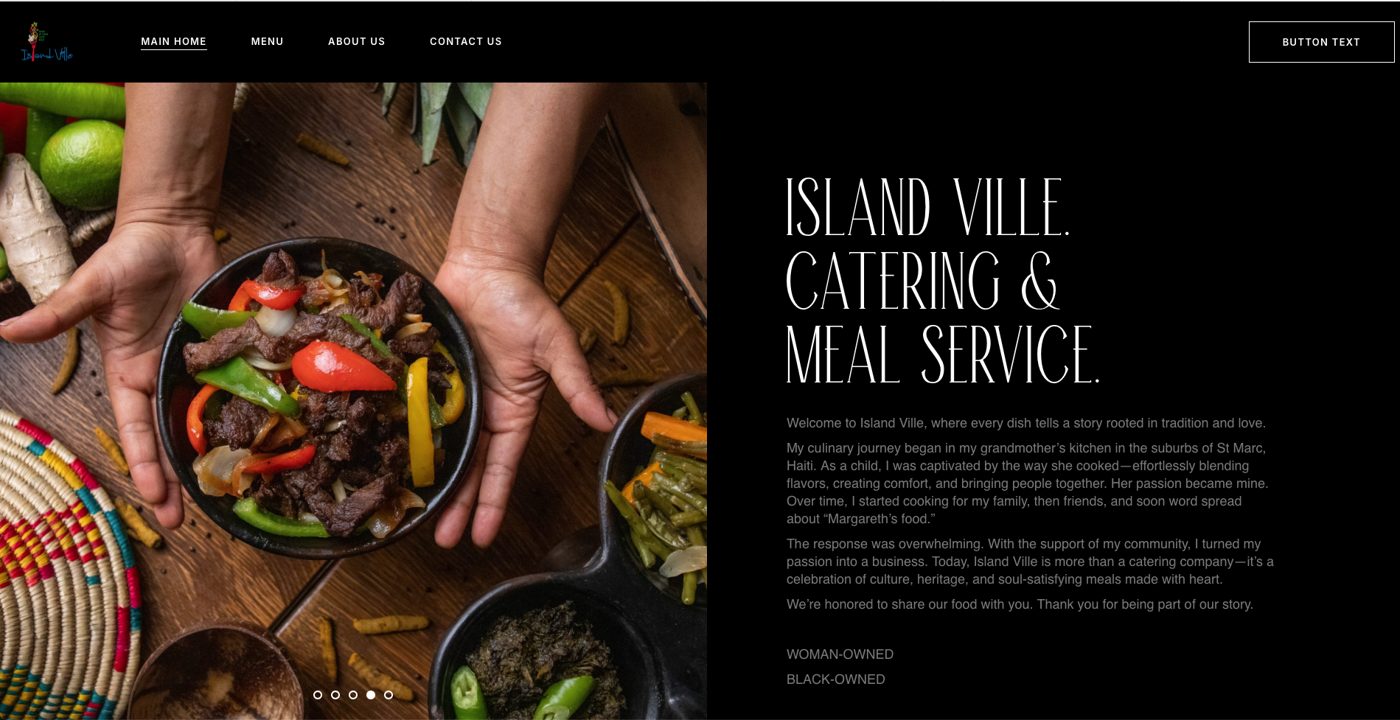 Island Ville
MAIN HOME
MENU
ABOUT US
CONTACT US
BUTTON TEXT
ISLAND VILLE.
CATERING &
MEAL SERVICE.
Welcome to Island Ville, where every dish tells a story rooted in tradition and love.
My culinary journey began in my grandmother’s kitchen in the suburbs of St Marc,
Haiti. As a child, I was captivated by the way she cooked—effortlessly blending
flavors, creating comfort, and bringing people together. Her passion became mine.
Over time, I started cooking for my family, then friends, and soon word spread
about “Margareth’s food.”
The response was overwhelming. With the support of my community, I turned my
passion into a business. Today, Island Ville is more than a catering company—it’s a
celebration of culture, heritage, and soul-satisfying meals made with heart.
We’re honored to share our food with you. Thank you for being part of our story.
WOMAN-OWNED
BLACK-OWNED